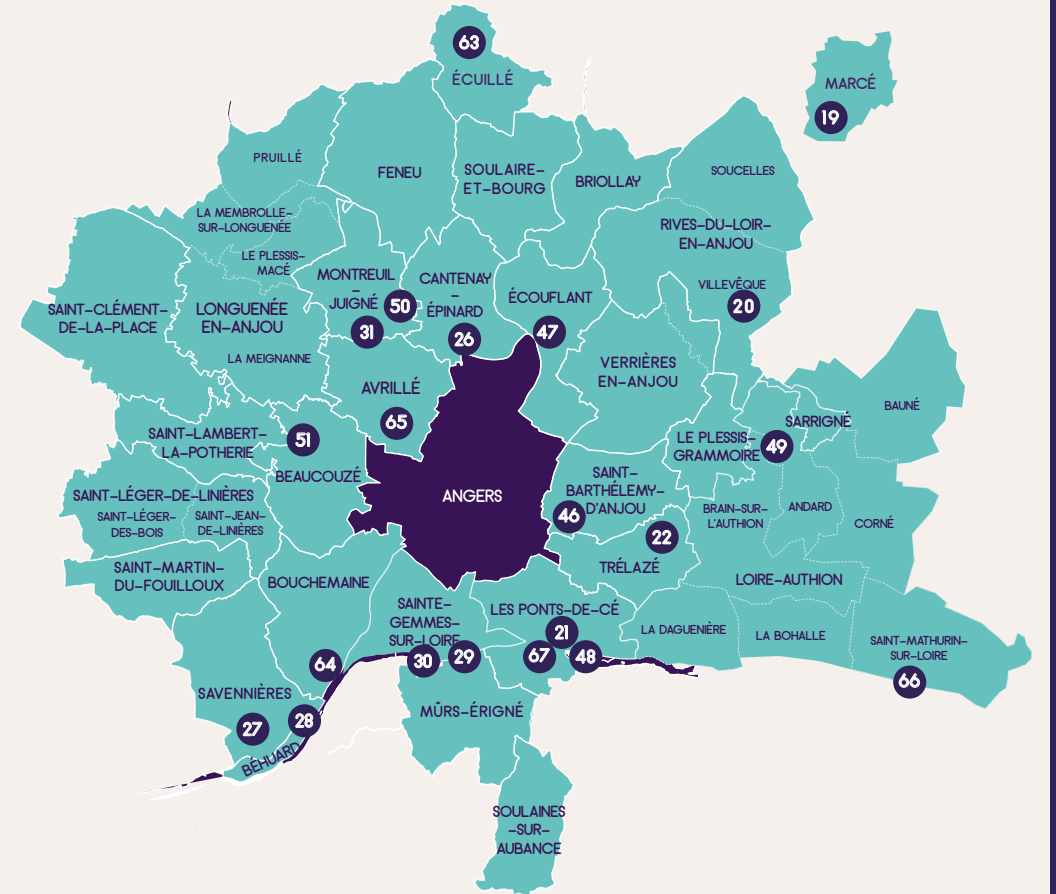 63
ÉCUILLÉ
MARCÉ
19
PRUILLÉ
FENEU
SOULAIRE-
ET-BOURG
BRIOLLAY
SOUCELLES
LA MEMBROLLE-
SUR-LONGUENÉE
RIVES-DU-LOIR-
EN-ANJOU
LE PLESSIS-
MACÉ
MONTREUIL
-
JUIGNÉ
50
31
CANTENAY
-
ÉPINARD
26
ÉCOUFLANT
47
VILLEVÊQUE
20
SAINT-CLÉMENT-
DE-LA-PLACE
LONGUENÉE
EN-ANJOU
LA MEIGNANNE
AVRILLÉ
65
VERRIÈRES
EN-ANJOU
BAUNÉ
SARRIGNÉ
SAINT-LAMBERT-
LA-POTHERIE
51
BEAUCOUZÉ
LE PLESSIS-
GRAMMOIRE
49
SAINT-
BARTHÉLEMY-
D'ANJOU
46
ANGERS
SAINT-LÉGER-DE-LINIÈRES
SAINT-LÉGER-
DES-BOIS
SAINT-JEAN-
DE-LINIÈRES
BRAIN-SUR-
L'AUTHION
ANDARD
CORNÉ
22
TRÉLAZÉ
SAINT-MARTIN-
DU-FOUILLOUX
BOUCHEMAINE
LOIRE-AUTHION
SAINTE-
GEMMES-
SUR-LOIRE
30
29
LES PONTS-DE-CÉ
21
67
48
LA DAGUENIÈRE
LA BOHALLE
SAINT-MATHURIN-
SUR-LOIRE
66
64
SAVENNIÈRES
27
28
BÉHUARD
MÛRS-ÉRIGNÉ
SOULAINES
-SUR-
AUBANCE